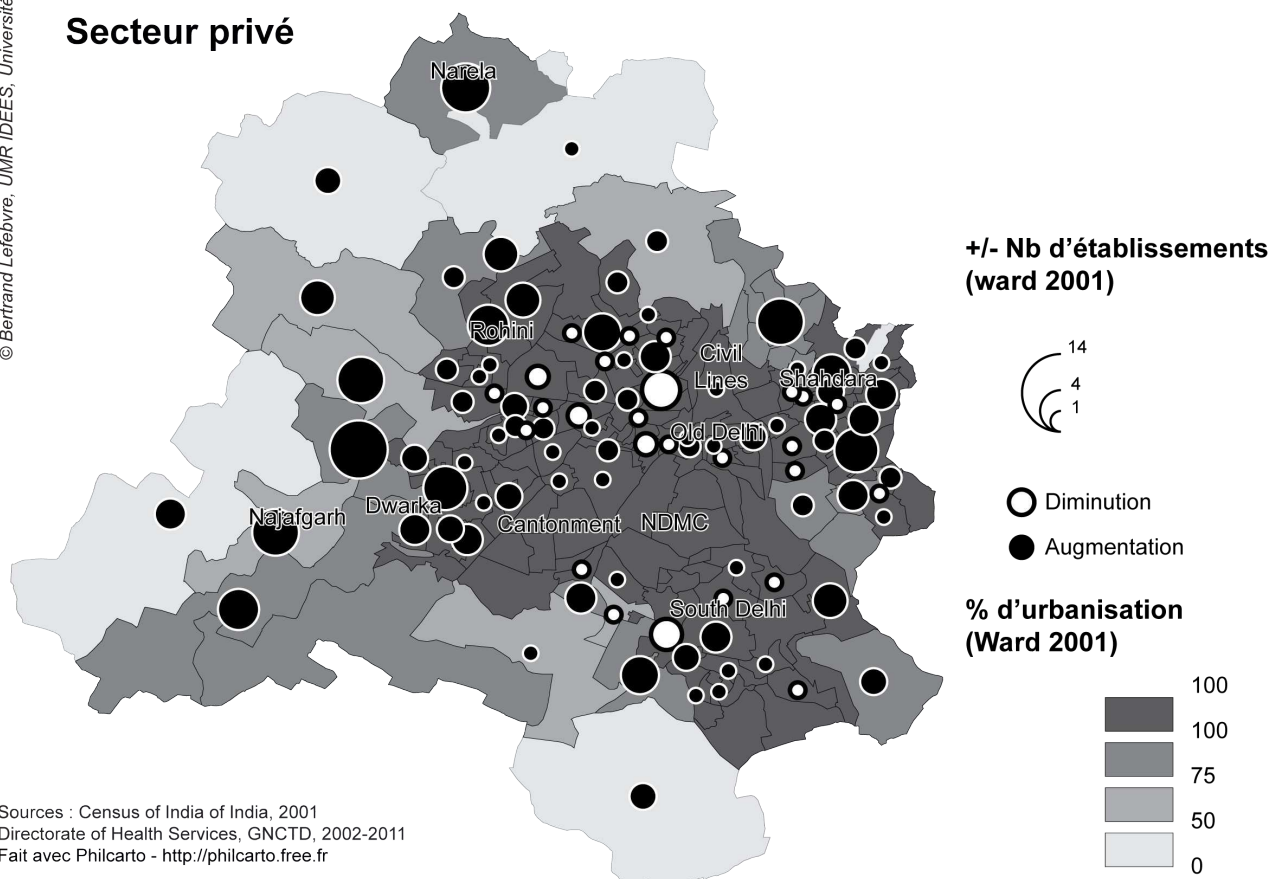 © Bertrand Lefebvre, UMR IDEES, Université
Secteur privé
Narela
Rohini
Civil
Lines
Shahdara
Old Delhi
Dwarka
Najafgarh
Cantonment
NDMC
South Delhi
+/- Nb d’établissements
(ward 2001)
14
4
1
Diminution
Augmentation
% d’urbanisation
(Ward 2001)
100
100
75
50
0
Sources : Census of India of India, 2001
Directorate of Health Services, GNCTD, 2002-2011
Fait avec Philcarto - http://philcarto.free.fr